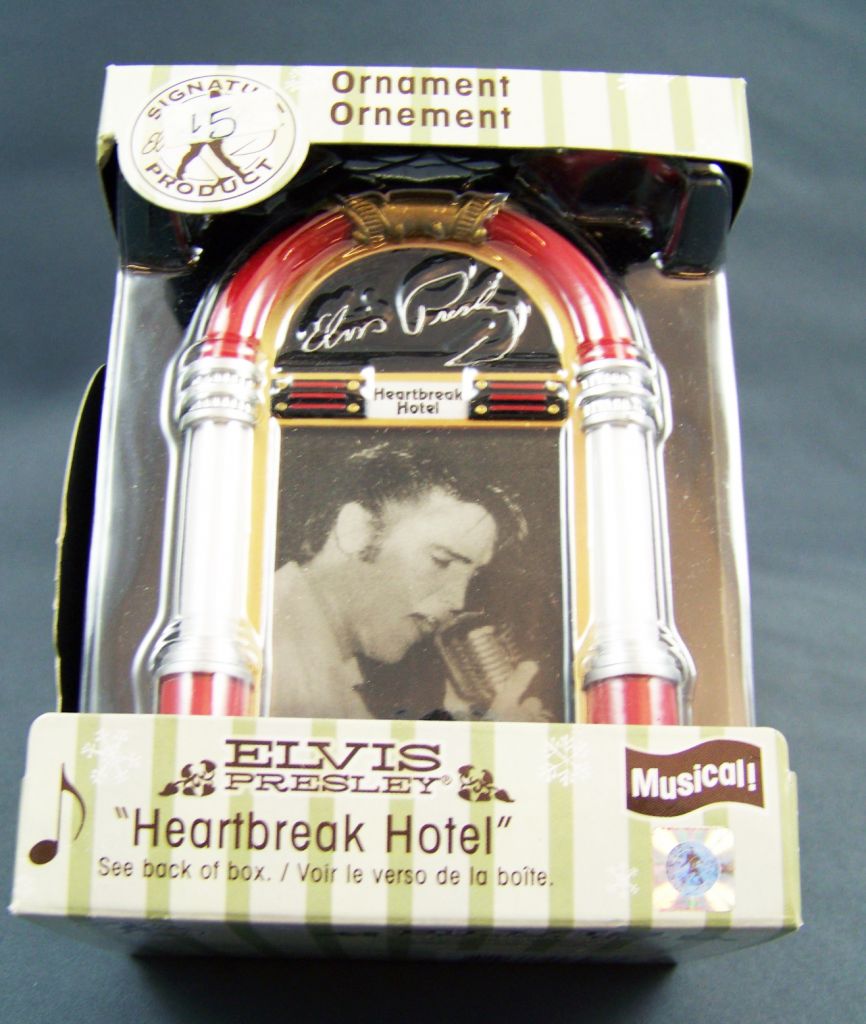 Ornament
Ornement
15
PRODUCT
Elvis Presley
Heartbreak
Hotel
ELVIS
PRESLEY®
Musical!
"Heartbreak Hotel"
See back of box. / Voir le verso de la boîte.